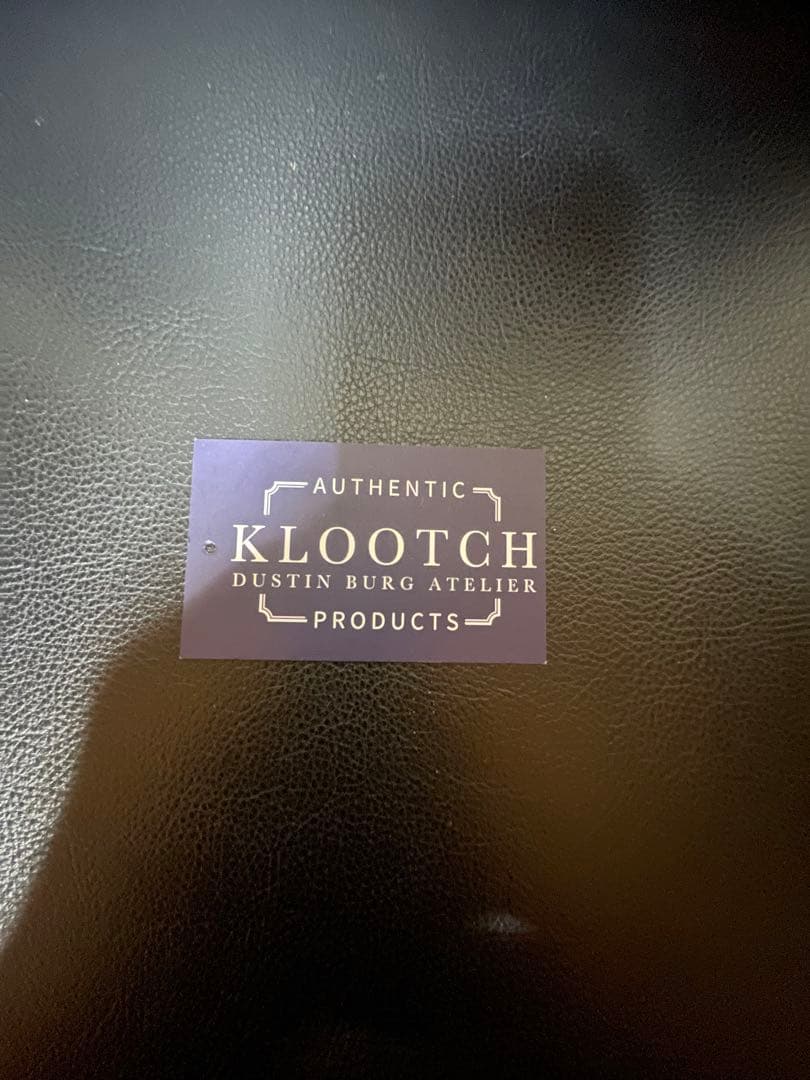 AUTHENTIC
KLOOTCH
DUSTIN BURG ATELIER
PRODUCTS